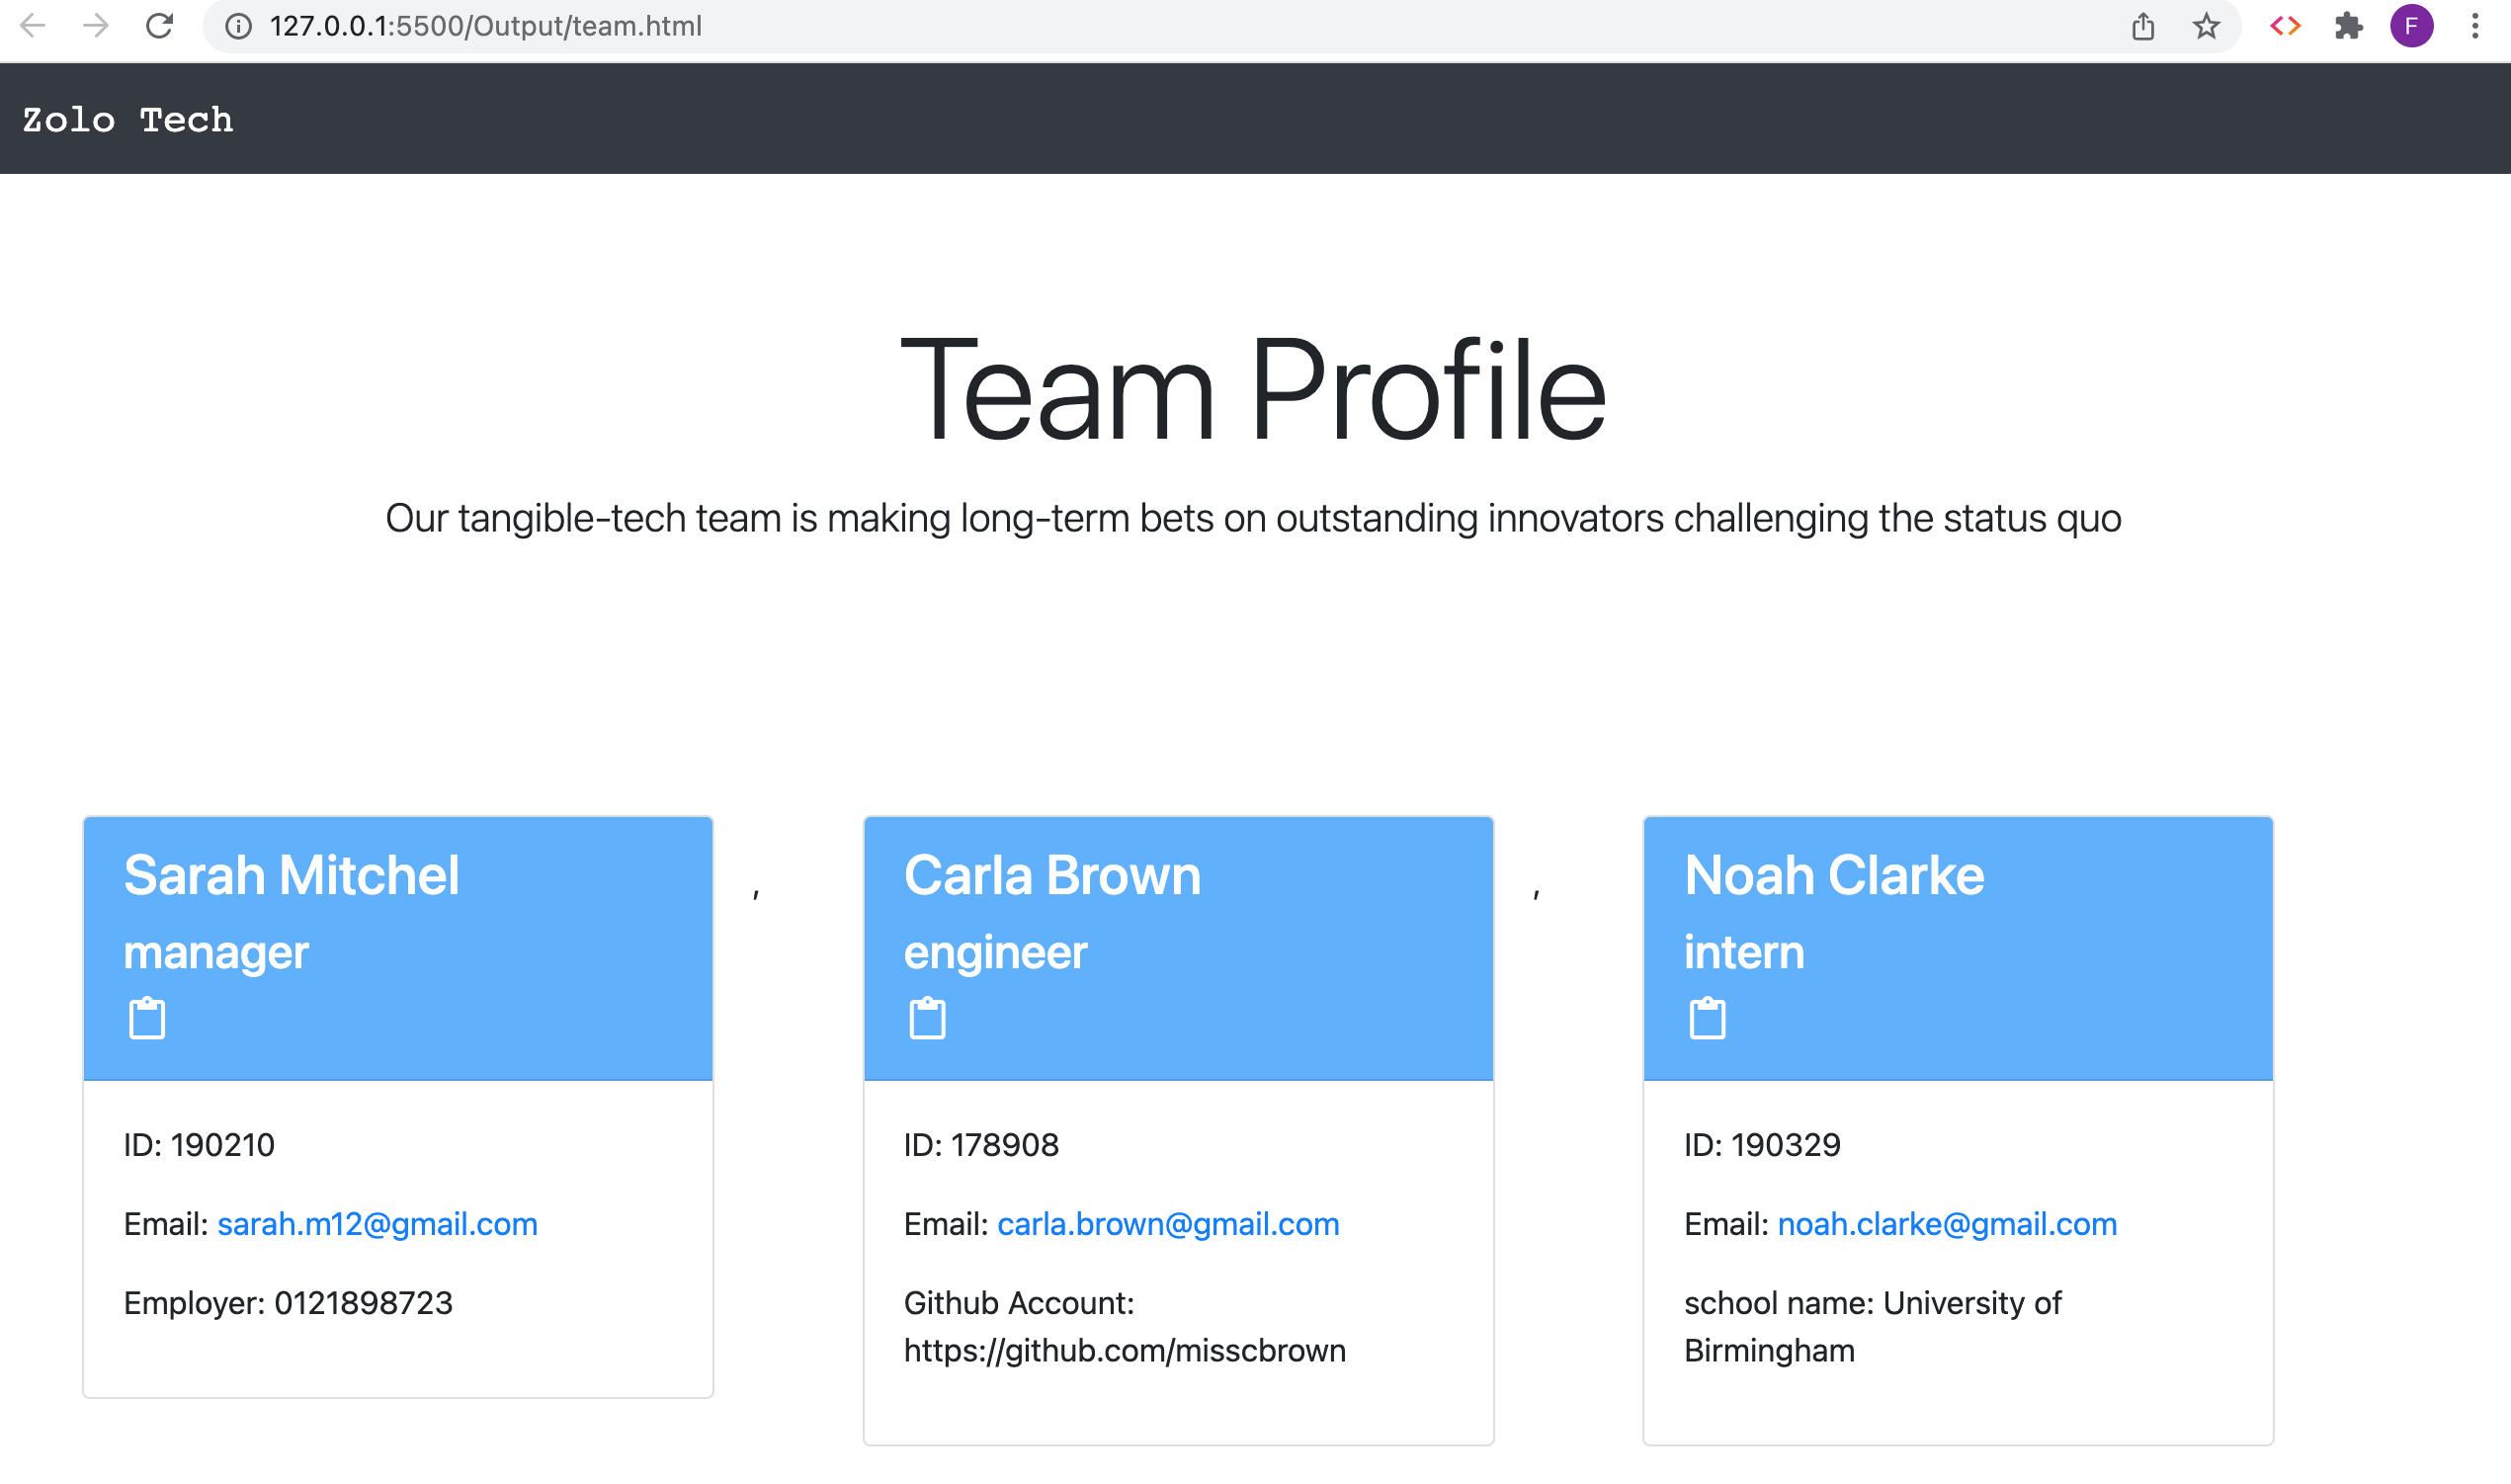 127.0.0.1:5500/Output/team.html
F
Zolo Tech
Team Profile
Our tangible-tech team is making long-term bets on outstanding innovators challenging the status quo
Sarah Mitchel
manager
ID: 190210
Email: sarah.m12@gmail.com
Employer: 0121898723
,
Carla Brown
engineer
ID: 178908
Email: carla.brown@gmail.com
Github Account:
https://github.com/misscbrown
,
Noah Clarke
intern
ID: 190329
Email: noah.clarke@gmail.com
school name: University of
Birmingham